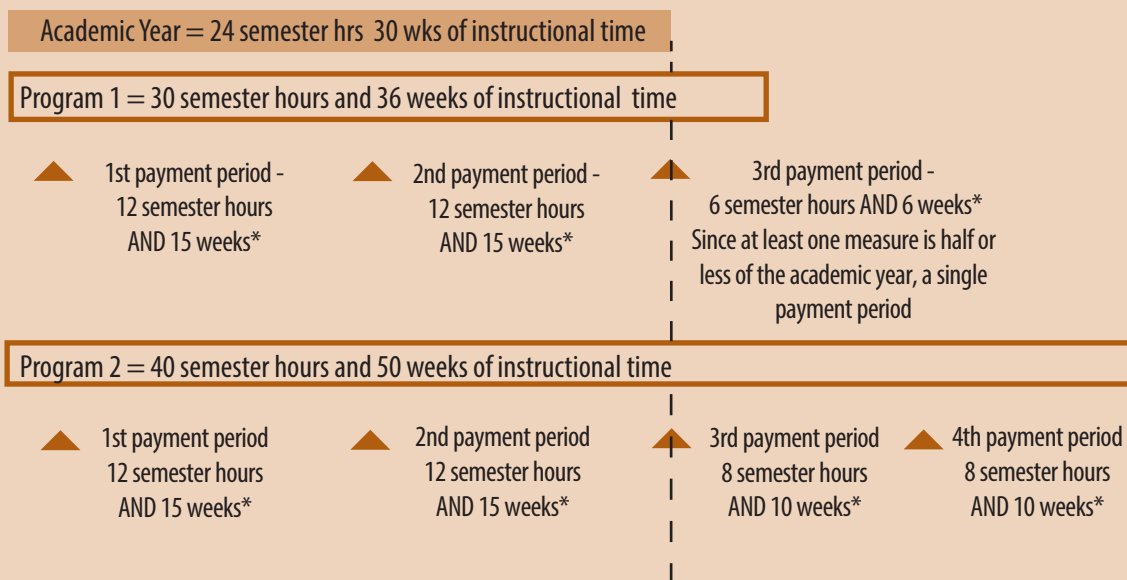 Academic Year = 24 semester hrs 30 wks of instructional time
Program 1 = 30 semester hours and 36 weeks of instructional time
1st payment period -
12 semester hours
AND 15 weeks*
2nd payment period -
12 semester hours
AND 15 weeks*
3rd payment period -
6 semester hours AND 6 weeks*
Since at least one measure is half or
less of the academic year, a single
payment period
Program 2 = 40 semester hours and 50 weeks of instructional time
1st payment period
12 semester hours
AND 15 weeks*
2nd payment period
12 semester hours
AND 15 weeks*
3rd payment period
8 semester hours
AND 10 weeks*
4th payment period
8 semester hours
AND 10 weeks*